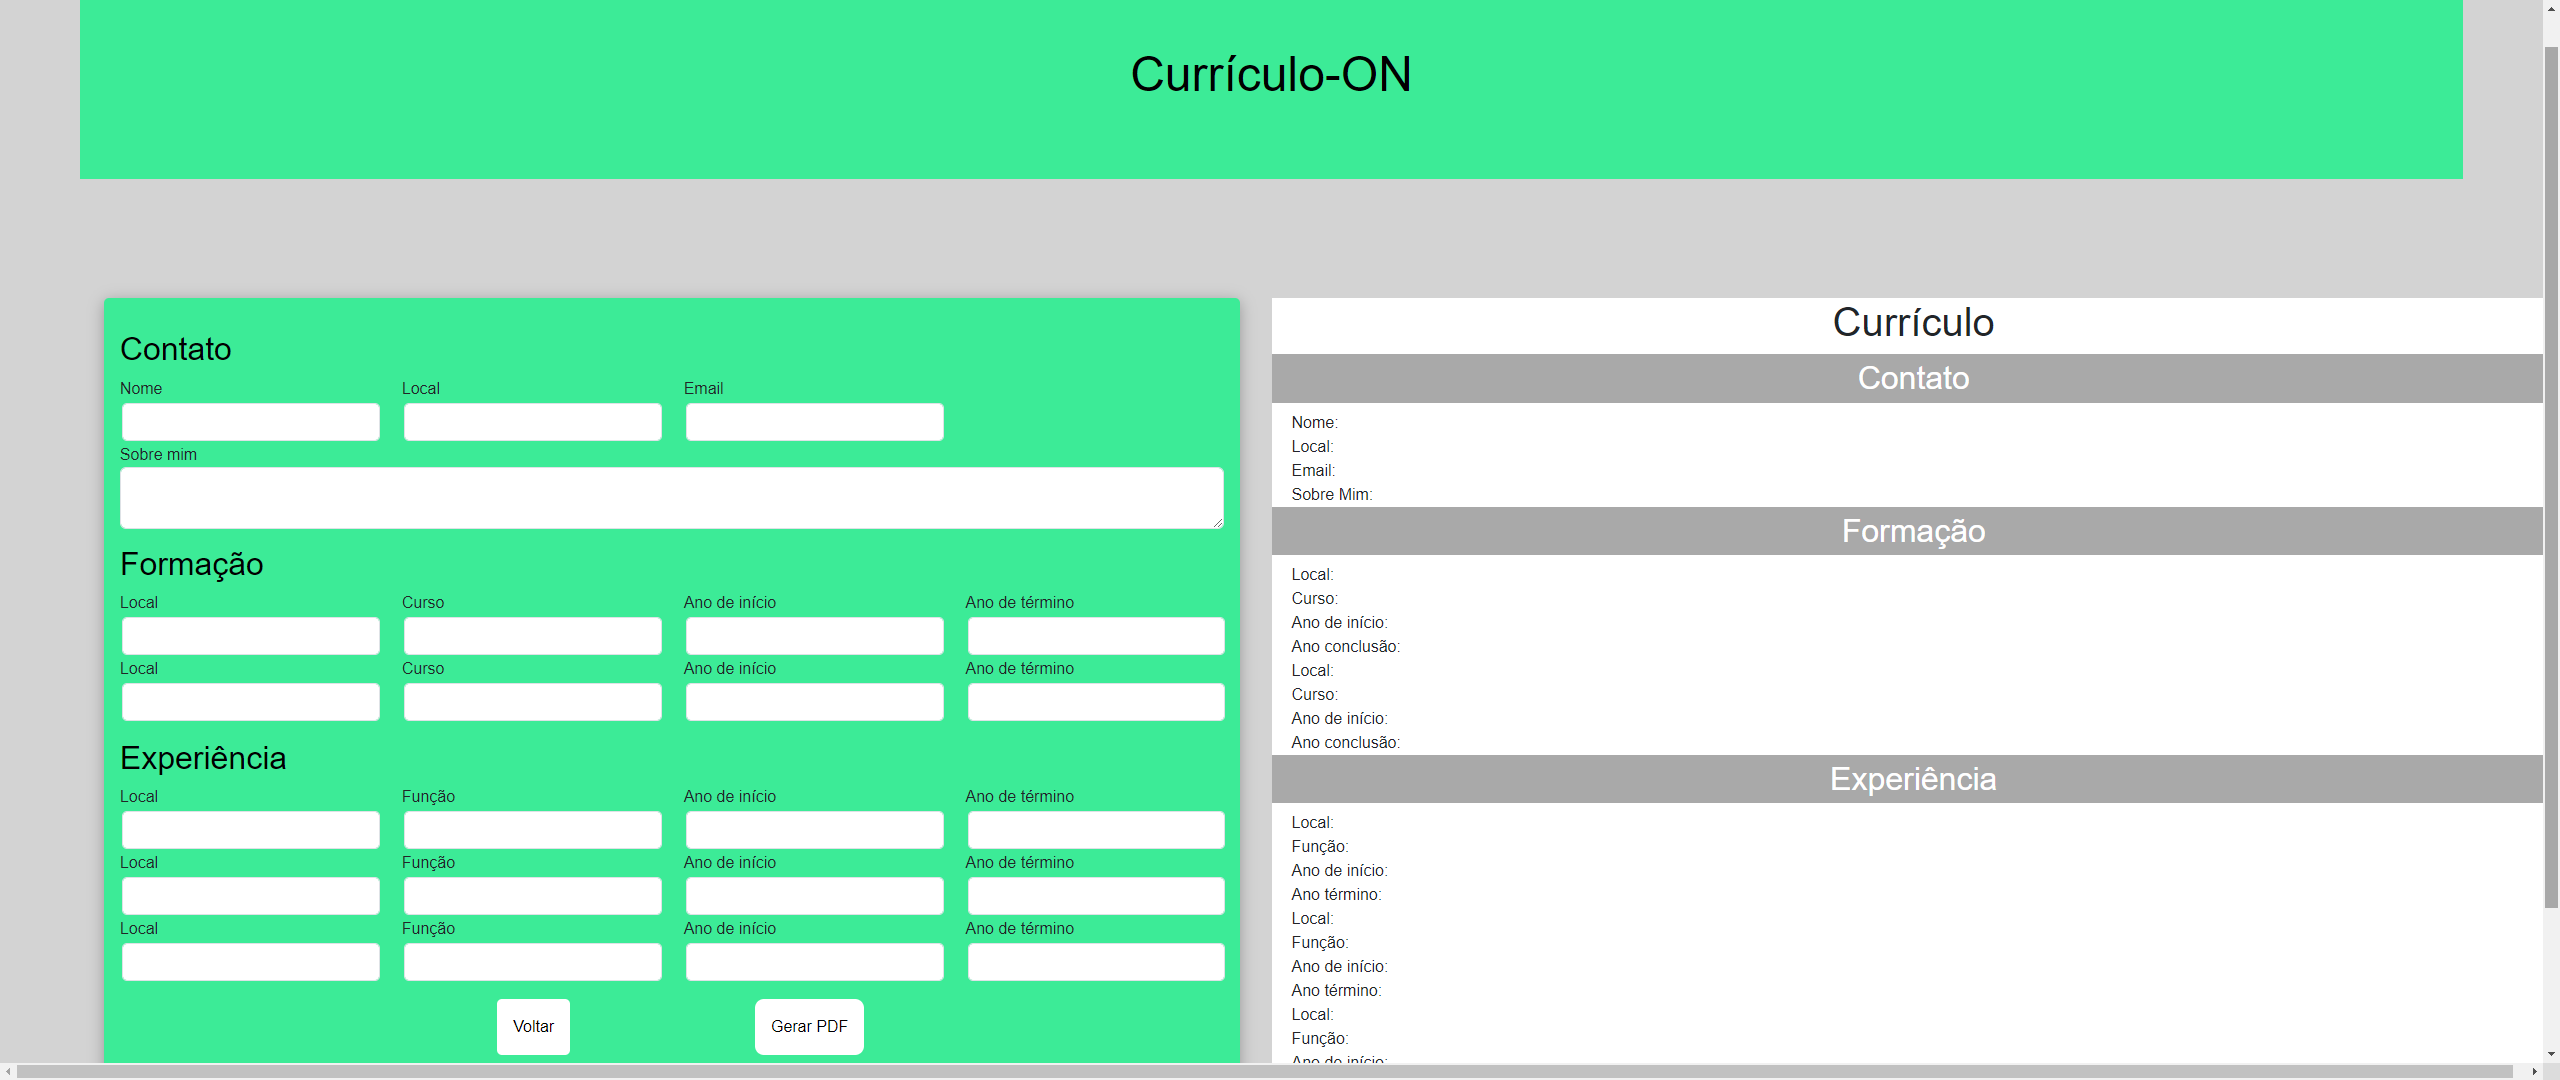 Currículo-ON
Contato
Nome Local Email
Sobre mim
Formação
Local Curso Ano de início Ano de término
Local Curso Ano de início Ano de término
Experiência
Local Função Ano de início Ano de término
Local Função Ano de início Ano de término
Local Função Ano de início Ano de término
Voltar Gerar PDF
Currículo
Contato
Nome:
Local:
Email:
Sobre Mim:
Formação
Local:
Curso:
Ano de início:
Ano conclusão:
Local:
Curso:
Ano de início:
Ano conclusão:
Experiência
Local:
Função:
Ano de início:
Ano término:
Local:
Função:
Ano de início:
Ano término:
Local:
Função:
Ano de início: